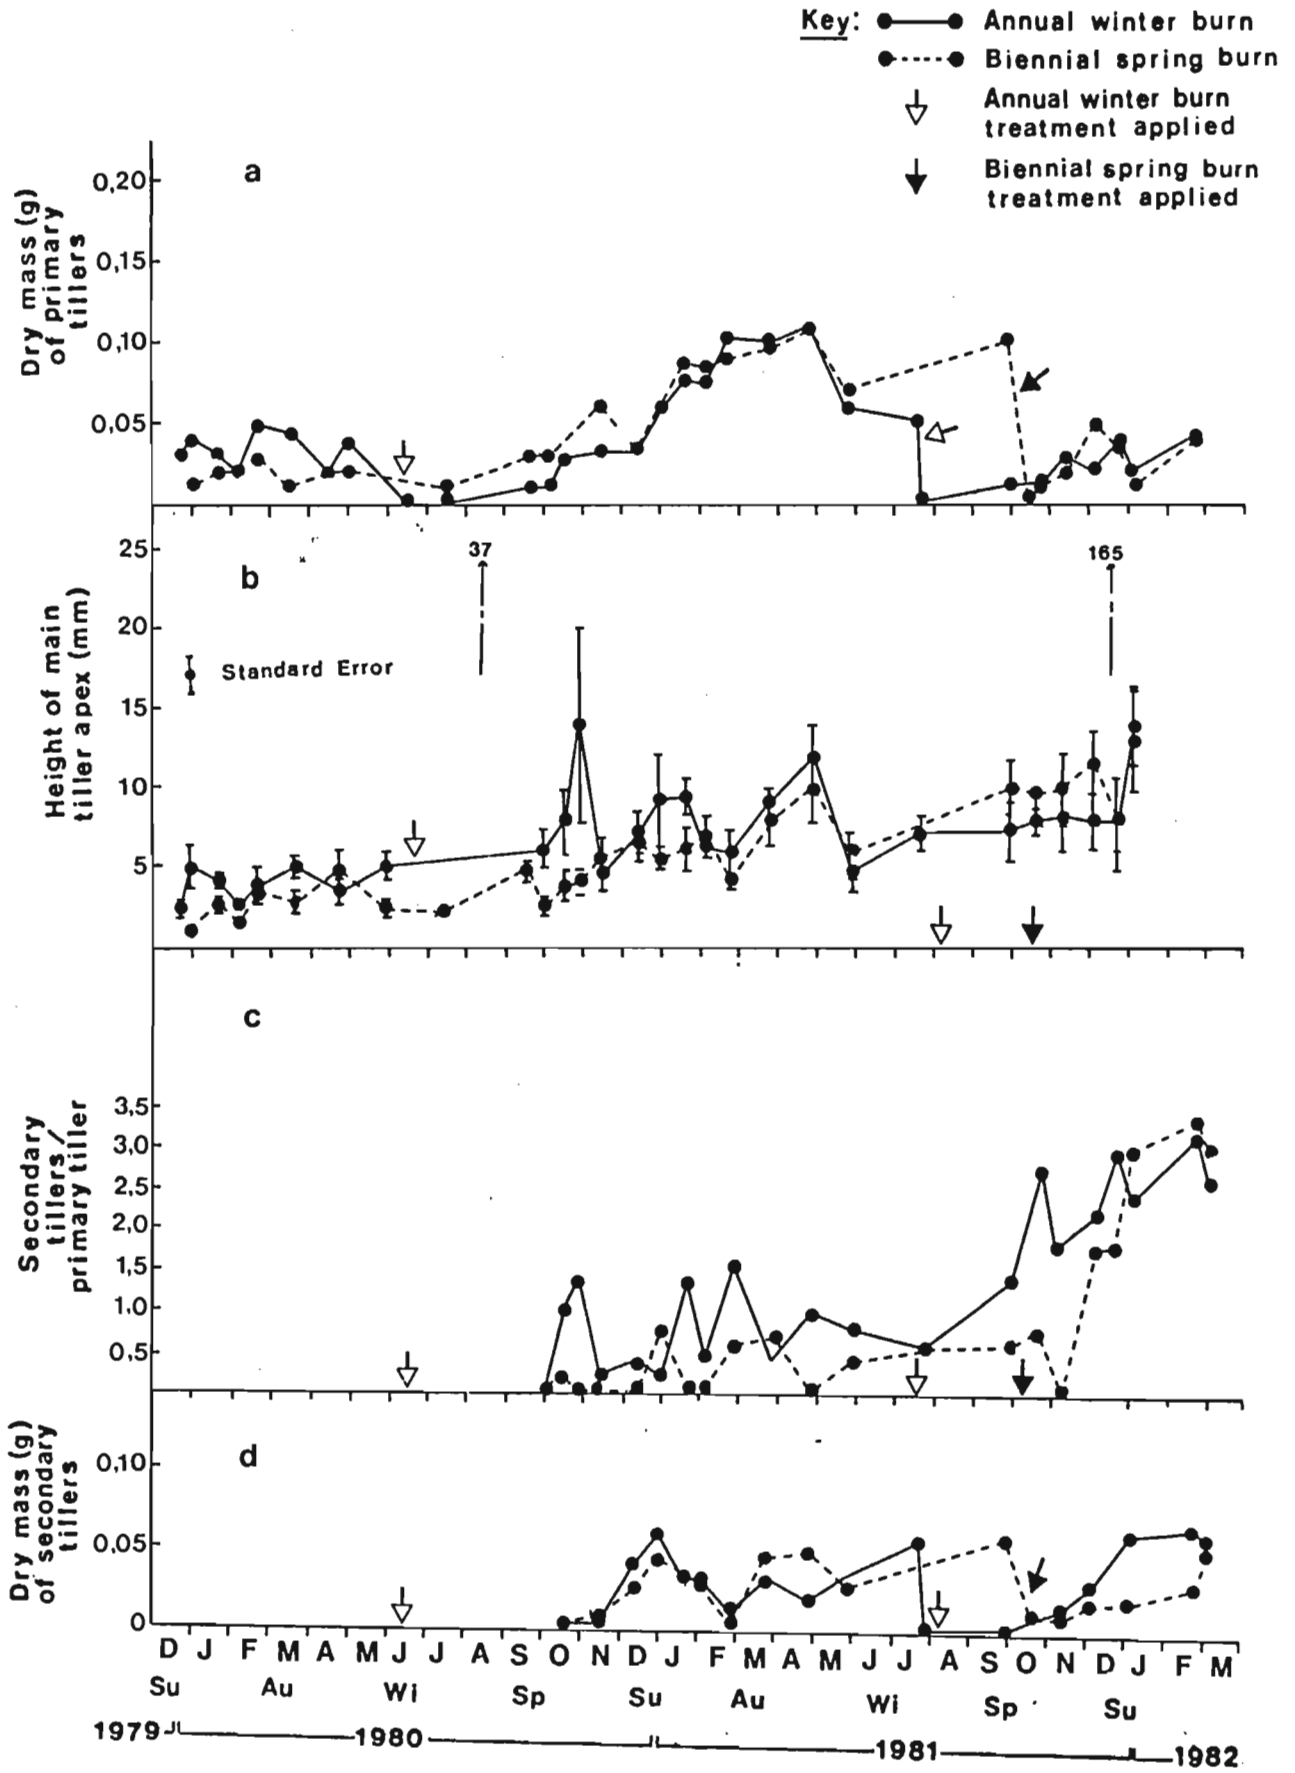 Key: Annual winter burn
Biennial spring burn
Annual winter burn
treatment applied
Biennial spring burn
treatment applied
a
Dry mass (g)
of primary
tillers
0,20
0,15
0,10
0,05
b
Height of main
tiller apex (mm)
25
20
15
10
5
37
165
Standard Error
c
Secondary
tillers/
primary tiller
3,5
3,0
2,5
2,0
1,5
1,0
0,5
d
Dry mass (g)
of secondary
tillers
0,10
0,05
0
D J F M A M J J A S O N D J F M A M J J A S O N D J F M
Su Au Wi Sp Su Au Wi Sp Su
1979 1980 1981 1982